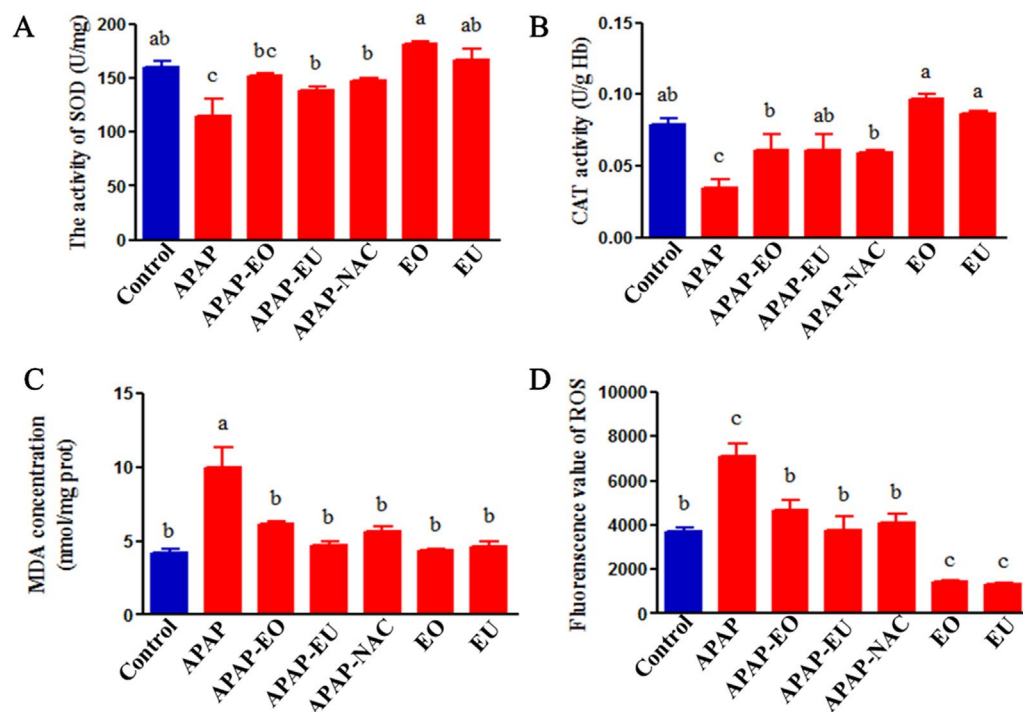 A
The activity of SOD (U/mg)
200
150
100
50
0
ab
c
bc
b
b
a
ab
Control
APAP
APAP-EO
APAP-EU
APAP-NAC
EO
EU
B
CAT activity (U/g Hb)
0.15
0.10
0.05
0.00
ab
c
b
ab
b
a
a
Control
APAP
APAP-EO
APAP-EU
APAP-NAC
EO
EU
C
MDA concentration
(nmol/mg prot)
15
10
5
0
b
a
b
b
b
b
b
Control
APAP
APAP-EO
APAP-EU
APAP-NAC
EO
EU
D
Fluorenscence value of ROS
10000
8000
6000
4000
2000
0
b
c
b
b
b
c
c
Control
APAP
APAP-EO
APAP-EU
APAP-NAC
EO
EU